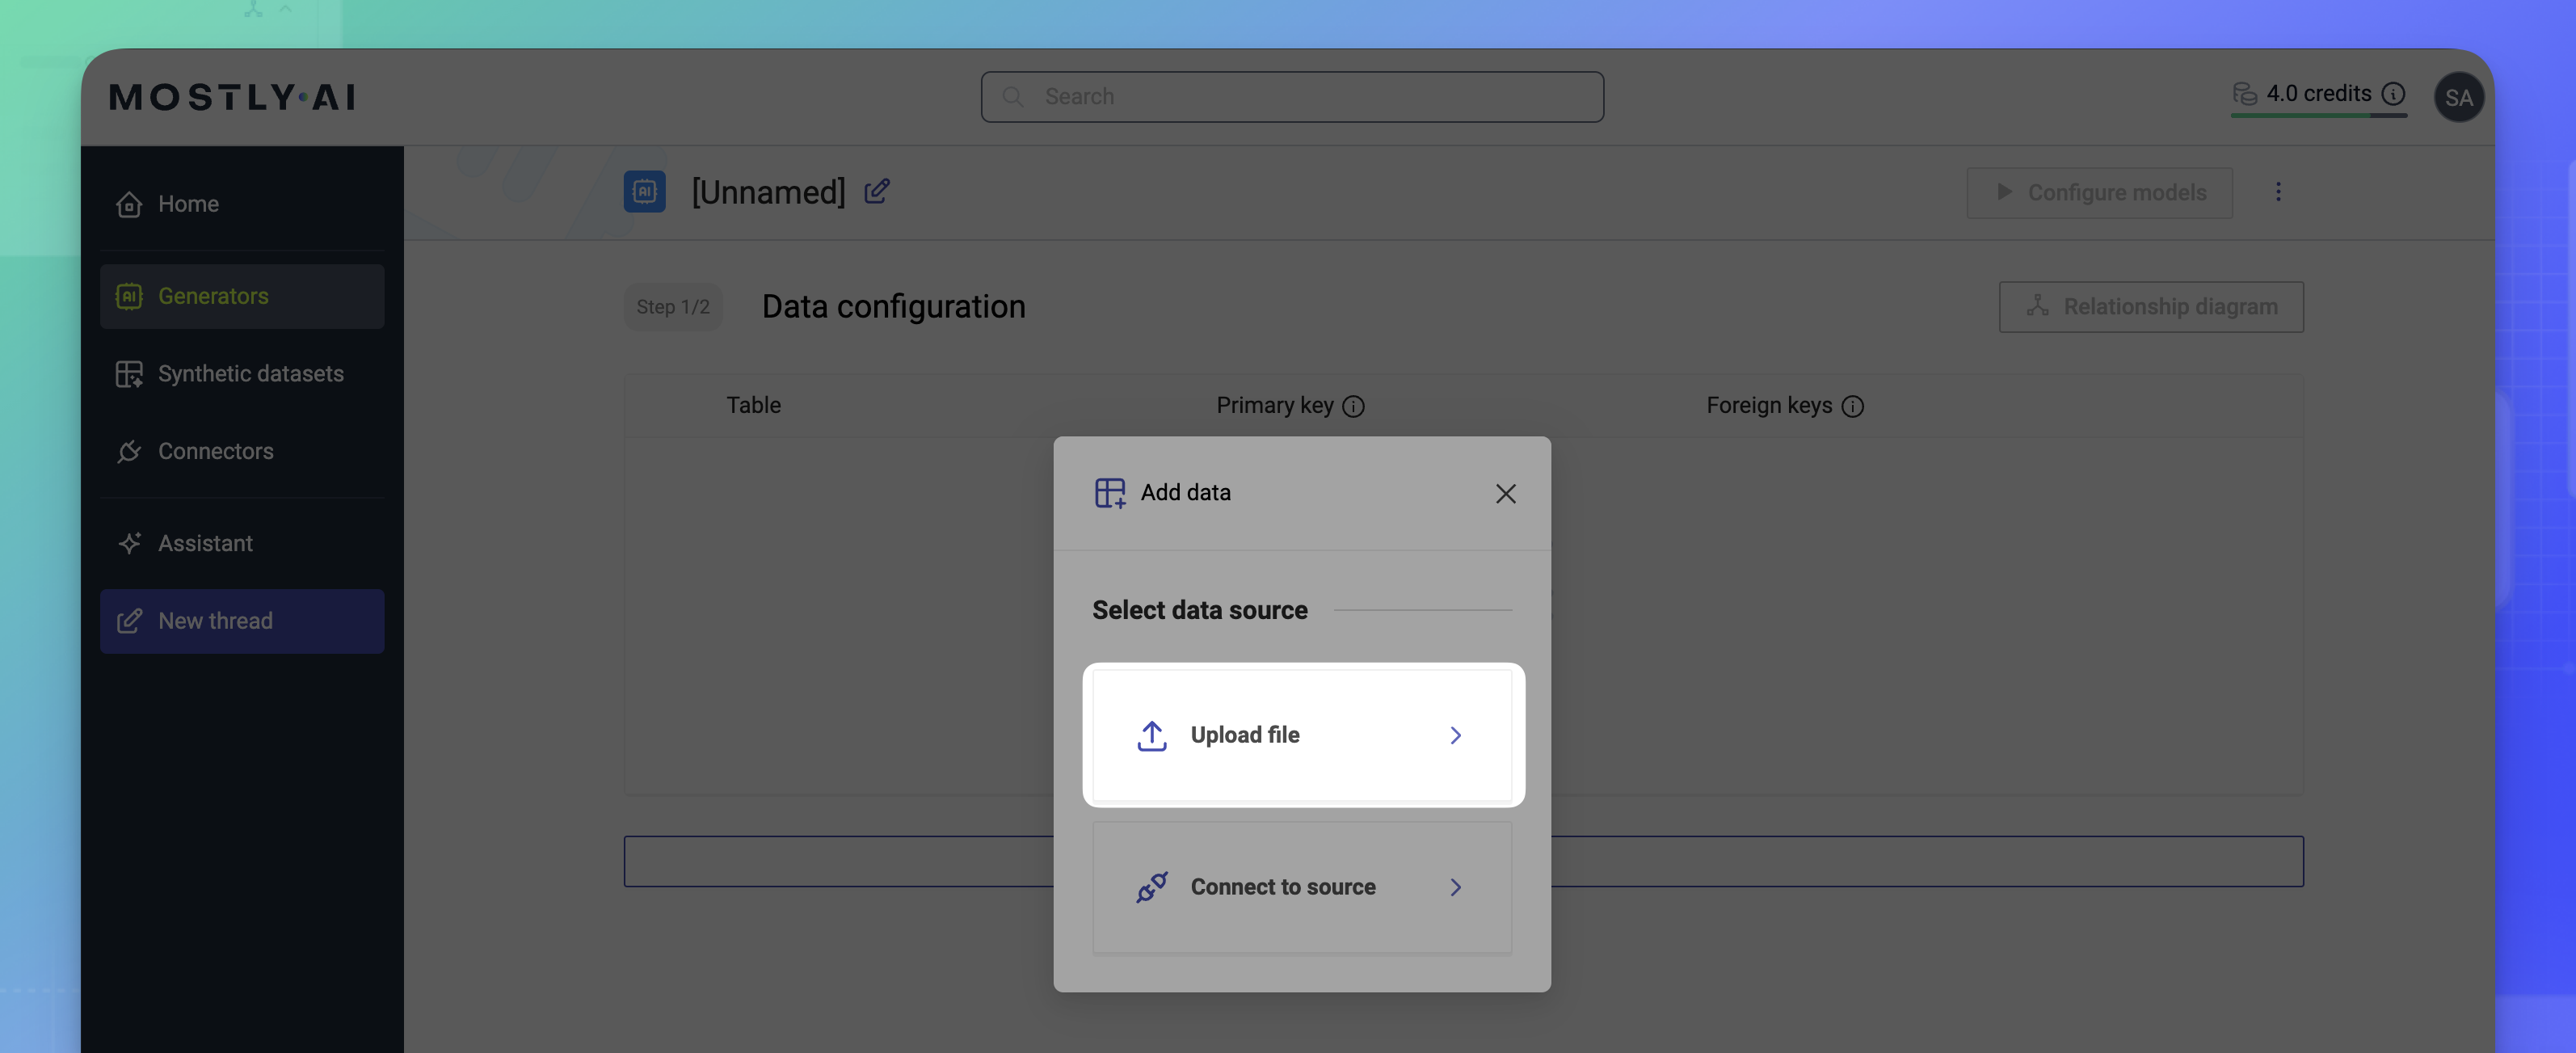 MOSTLY·AI
Search
4.0 credits
SA
Home
[Unnamed]
Configure models
Generators
Step 1/2
Data configuration
Relationship diagram
Synthetic datasets
Table
Primary key
Foreign keys
Connectors
Add data
Assistant
New thread
Select data source
Upload file
Connect to source